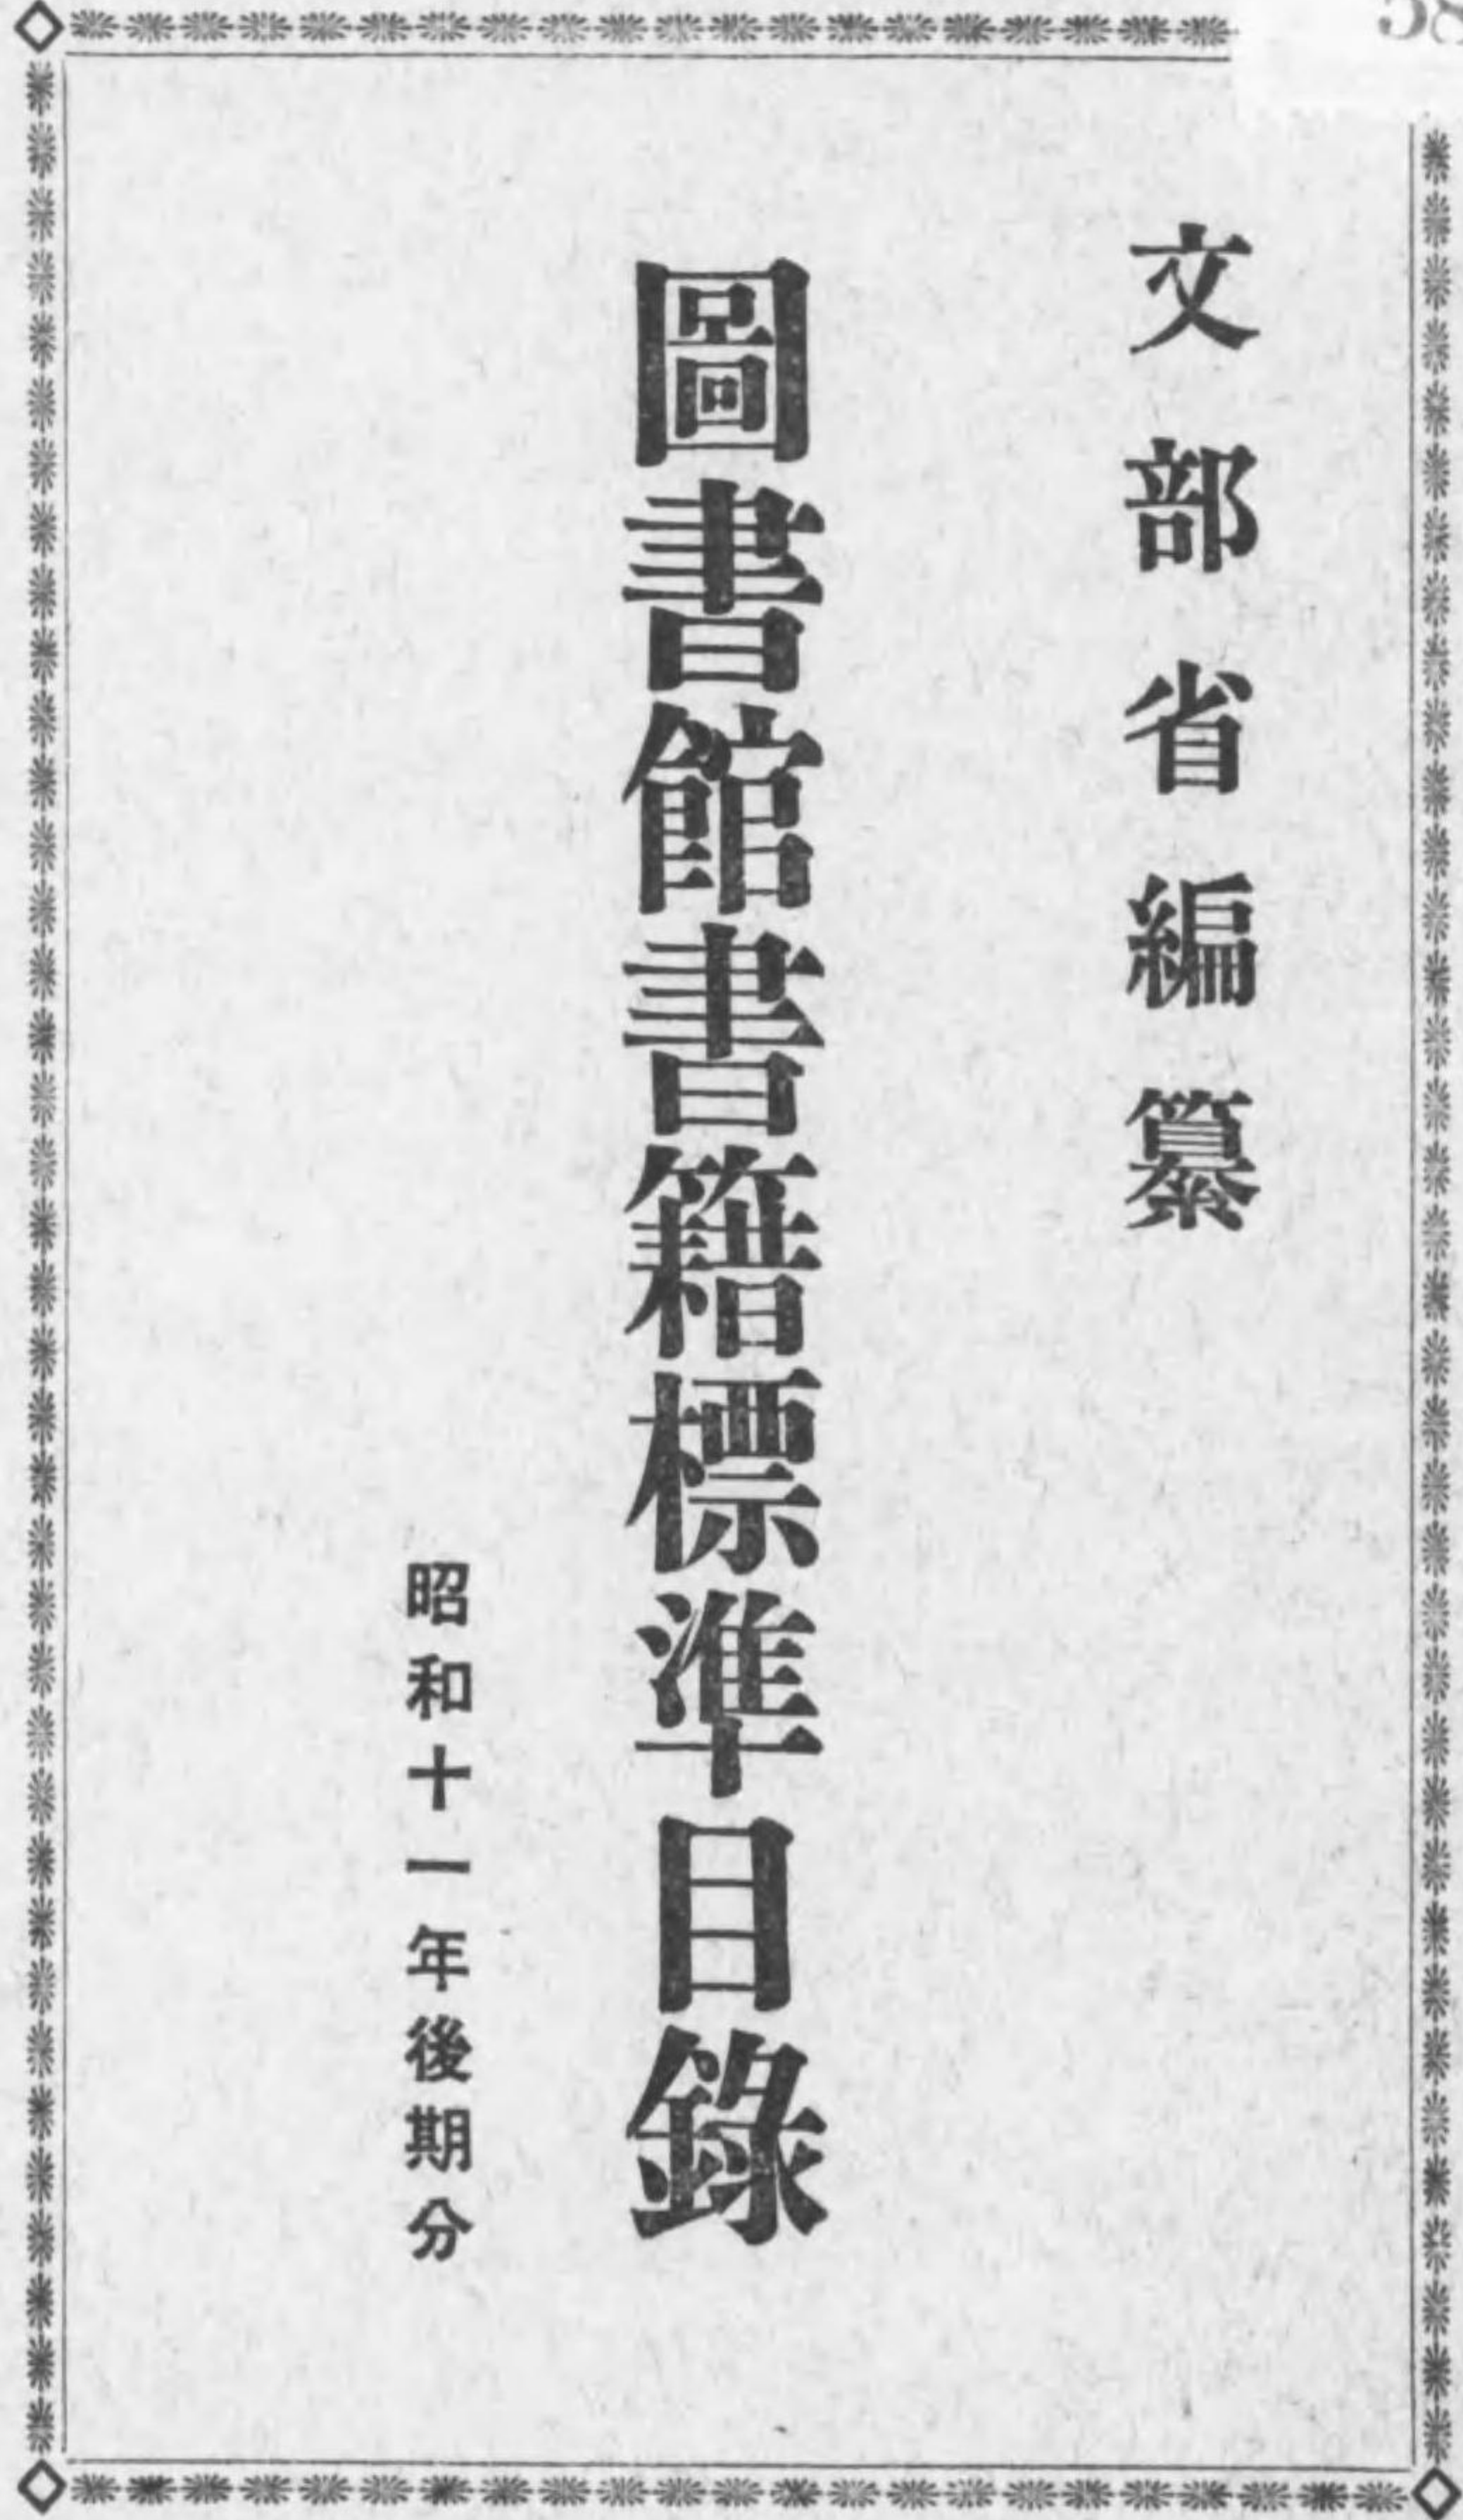 文部省編纂
圖書館書籍標準目錄
昭和十一年後期分